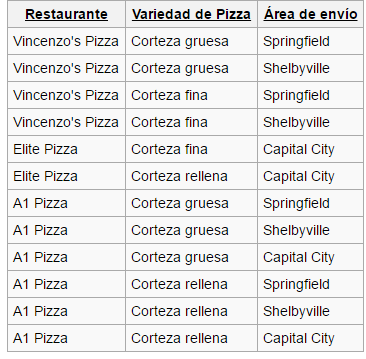 Restaurante Variedad de Pizza Área de envío
Vincenzo's Pizza Corteza gruesa Springfield
Vincenzo's Pizza Corteza gruesa Shelbyville
Vincenzo's Pizza Corteza fina Springfield
Vincenzo's Pizza Corteza fina Shelbyville
Elite Pizza Corteza fina Capital City
Elite Pizza Corteza rellena Capital City
A1 Pizza Corteza gruesa Springfield
A1 Pizza Corteza gruesa Shelbyville
A1 Pizza Corteza gruesa Capital City
A1 Pizza Corteza rellena Springfield
A1 Pizza Corteza rellena Shelbyville
A1 Pizza Corteza rellena Capital City